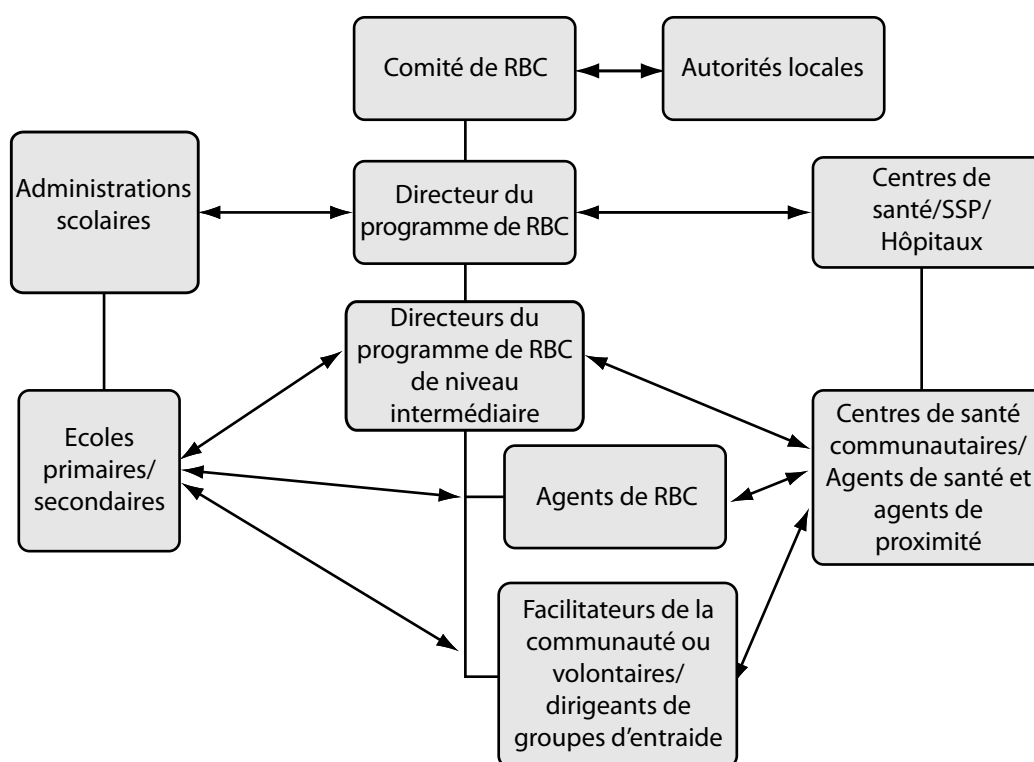 Comité de RBC
Autorités locales
Administrations
scolaires
Directeur du
programme de RBC
Centres de
santé/SSP/
Hôpitaux
Directeurs du
programme de RBC
de niveau
intermédiaire
Ecoles
primaires/
secondaires
Centres de santé
communautaires/
Agents de santé et
agents de
proximité
Agents de RBC
Facilitateurs de la
communauté ou
volontaires/
dirigeants de
groupes d'entraide